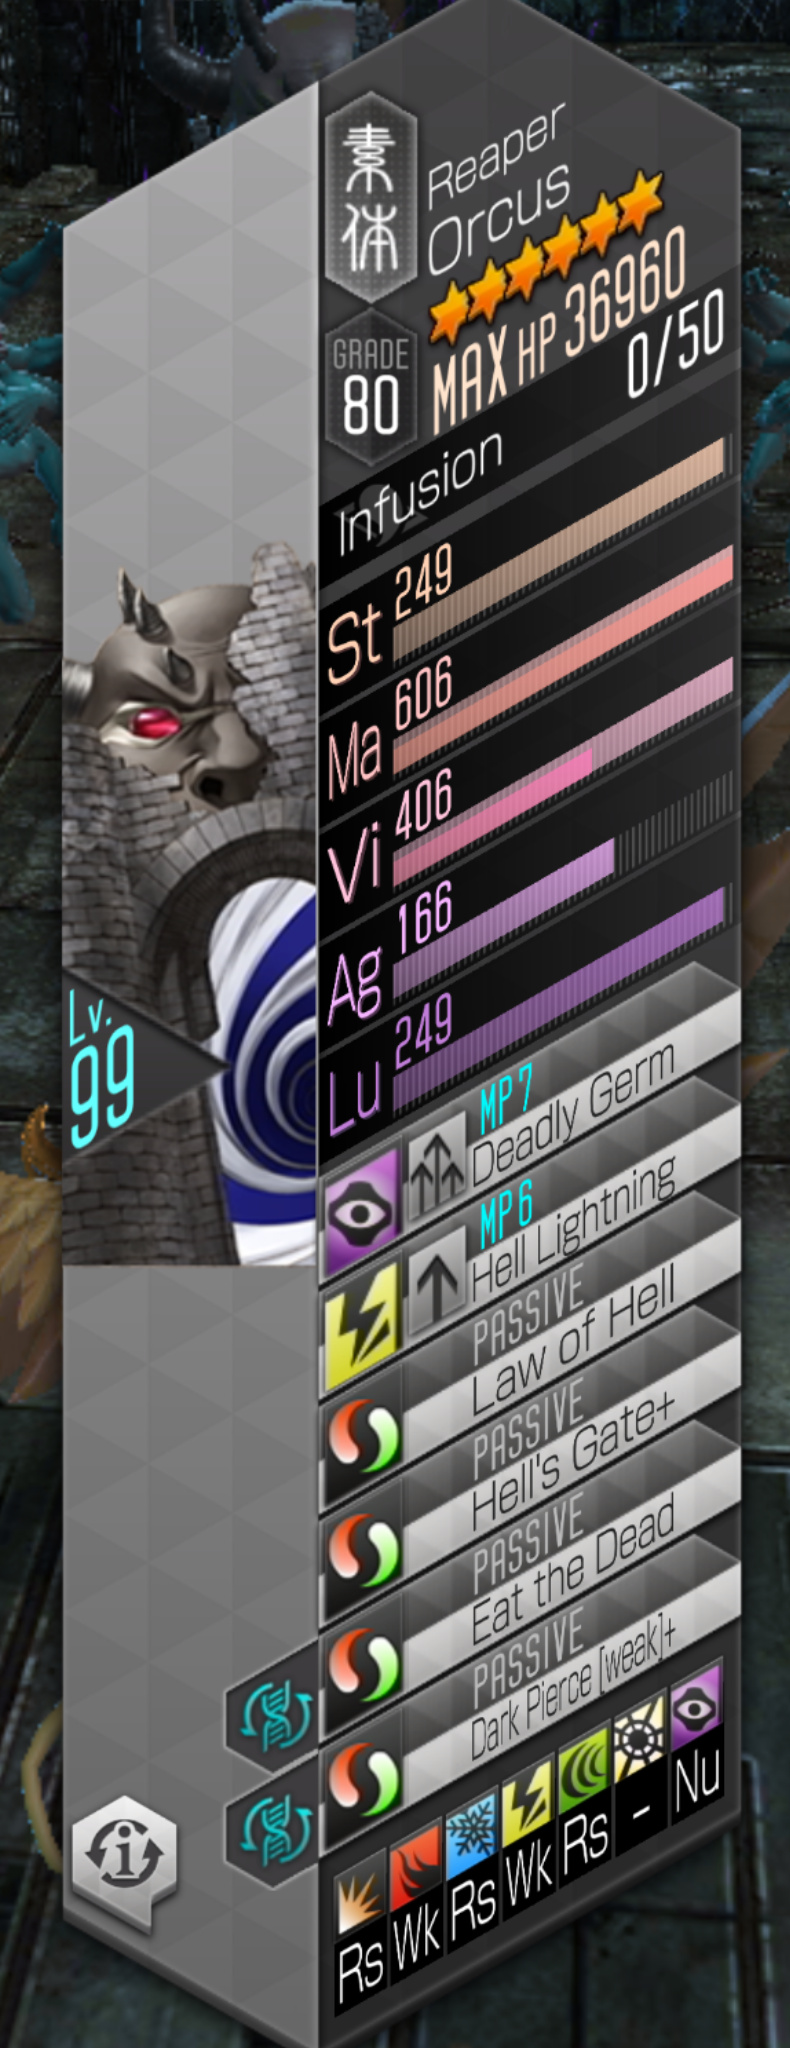 素体
Reaper
Orcus
GRADE
80
MAX HP 36960
0/50
Infusion
St 249
Ma 606
Vi 406
Ag 166
Lu 249
Lv.
99
MP 7
Deadly Germ
MP 6
Hell Lightning
PASSIVE
Law of Hell
PASSIVE
Hell's Gate+
PASSIVE
Eat the Dead
PASSIVE
Dark Pierce [weak]+
Rs Wk Rs Wk Rs - Nu
i